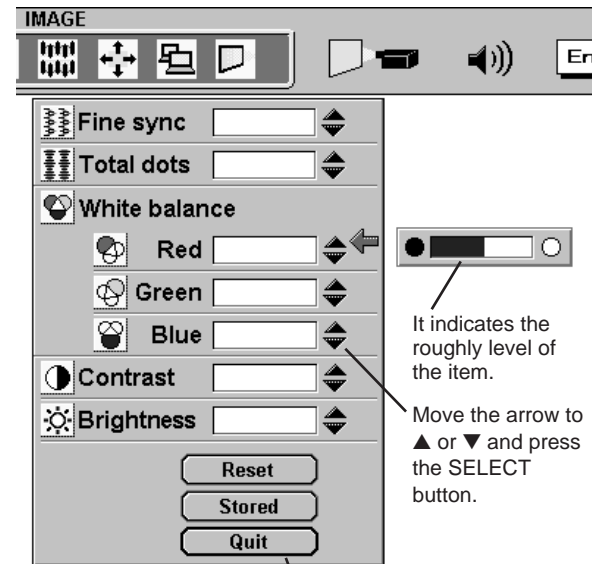 IMAGE
En
Fine sync
Total dots
White balance
Red
Green
Blue
Contrast
Brightness
Reset
Stored
Quit
It indicates the
roughly level of
the item.
Move the arrow to
▲ or ▼ and press
the SELECT
button.